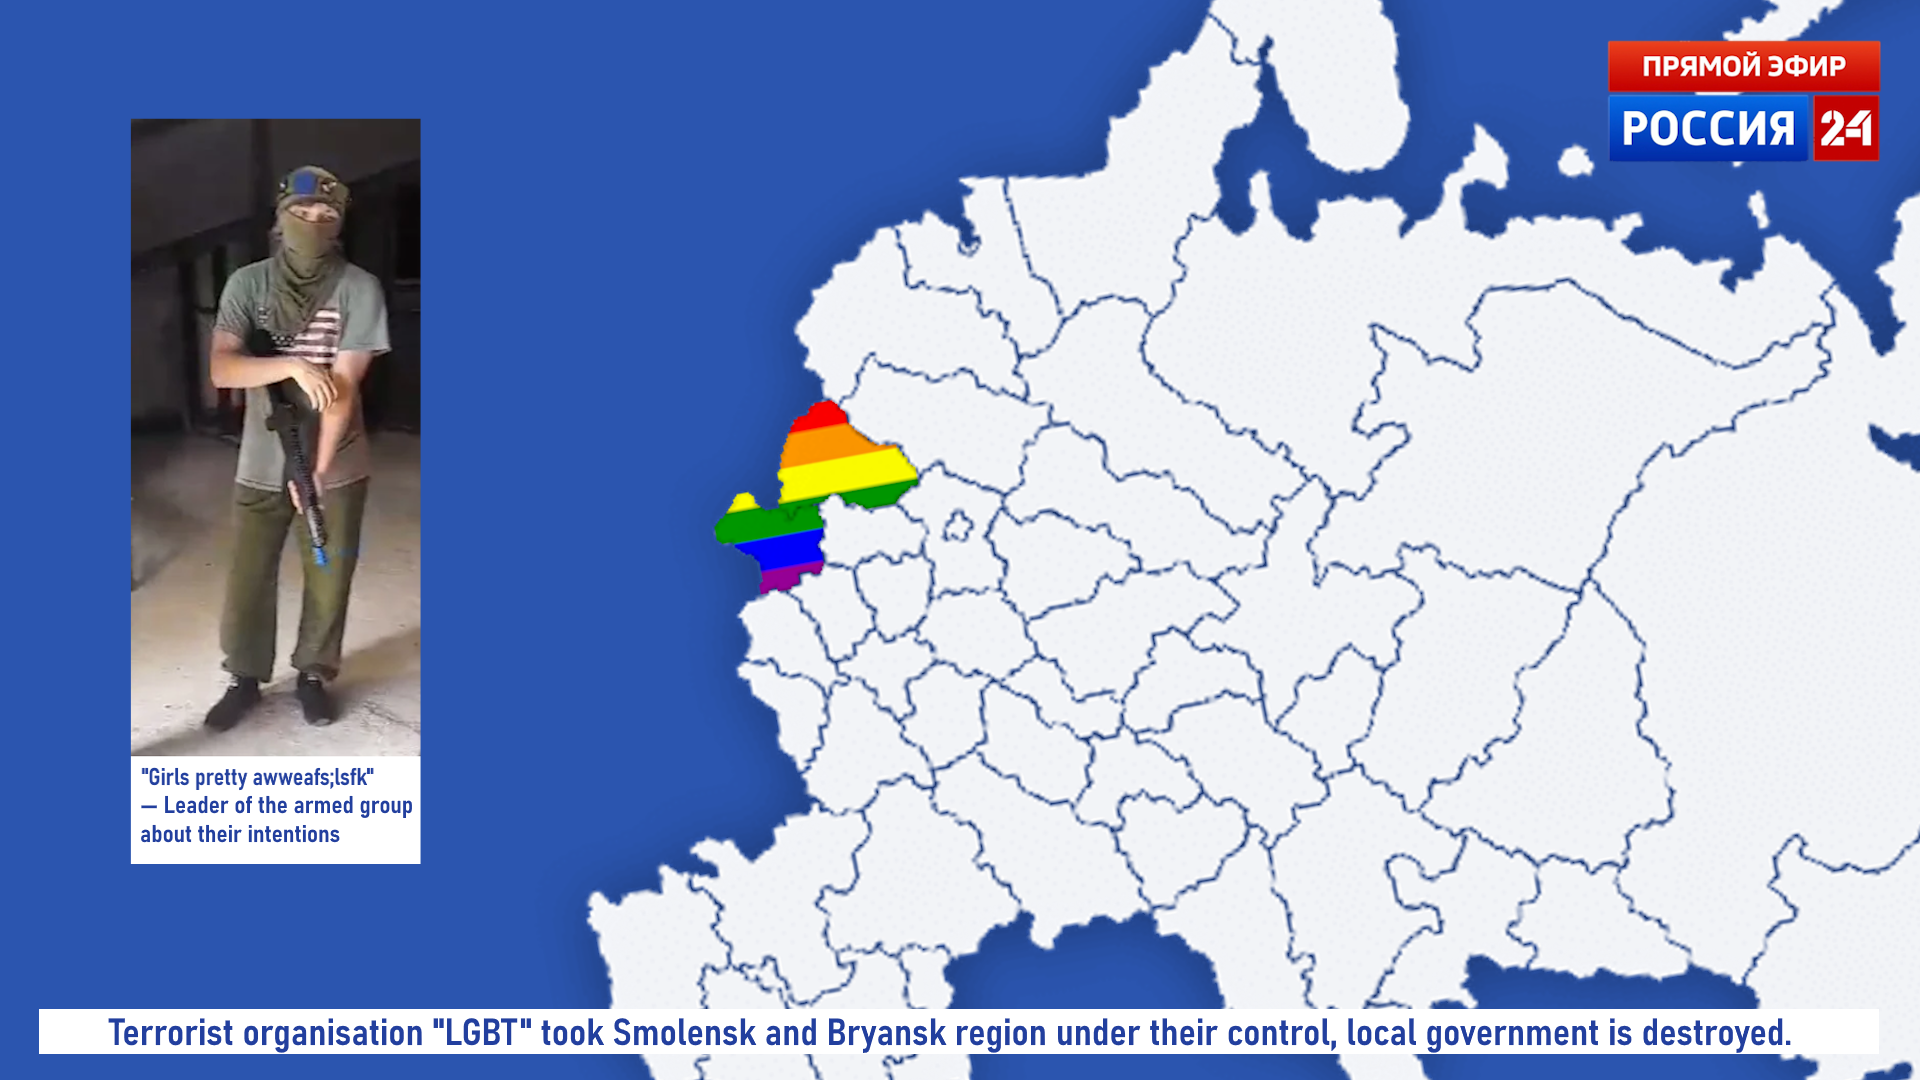 ПРЯМОЙ ЭФИР
РОССИЯ 24
"Girls pretty awweafs;lsfk"
— Leader of the armed group
about their intentions
Terrorist organisation "LGBT" took Smolensk and Bryansk region under their control, local government is destroyed.